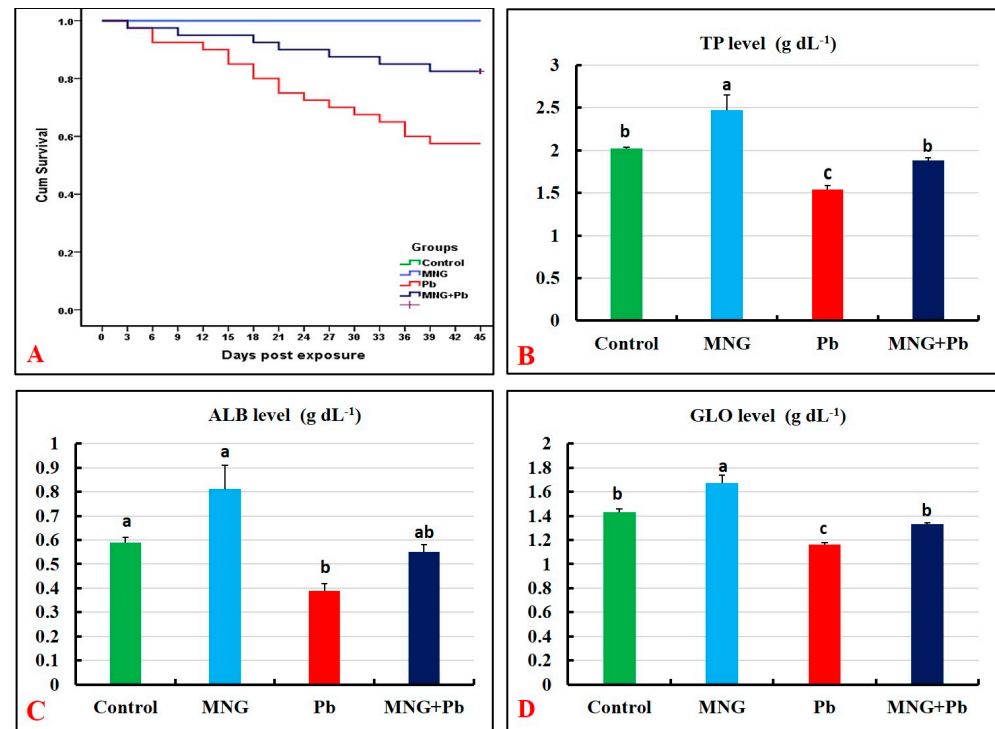 1.0
0.8
0.6
0.4
0.2
0.0
Cum Survival
Groups
Control
MNG
Pb
MNG+Pb
0 3 6 9 12 15 18 21 24 27 30 33 36 39 42 45
Days post exposure
A
TP level (g dL⁻¹)
3
2.5
2
1.5
1
0.5
0
b
a
c
b
Control MNG Pb MNG+Pb
B
ALB level (g dL⁻¹)
1
0.9
0.8
0.7
0.6
0.5
0.4
0.3
0.2
0.1
0
a
a
b
ab
Control MNG Pb MNG+Pb
C
GLO level (g dL⁻¹)
2
1.8
1.6
1.4
1.2
1
0.8
0.6
0.4
0.2
0
b
a
c
b
Control MNG Pb MNG+Pb
D